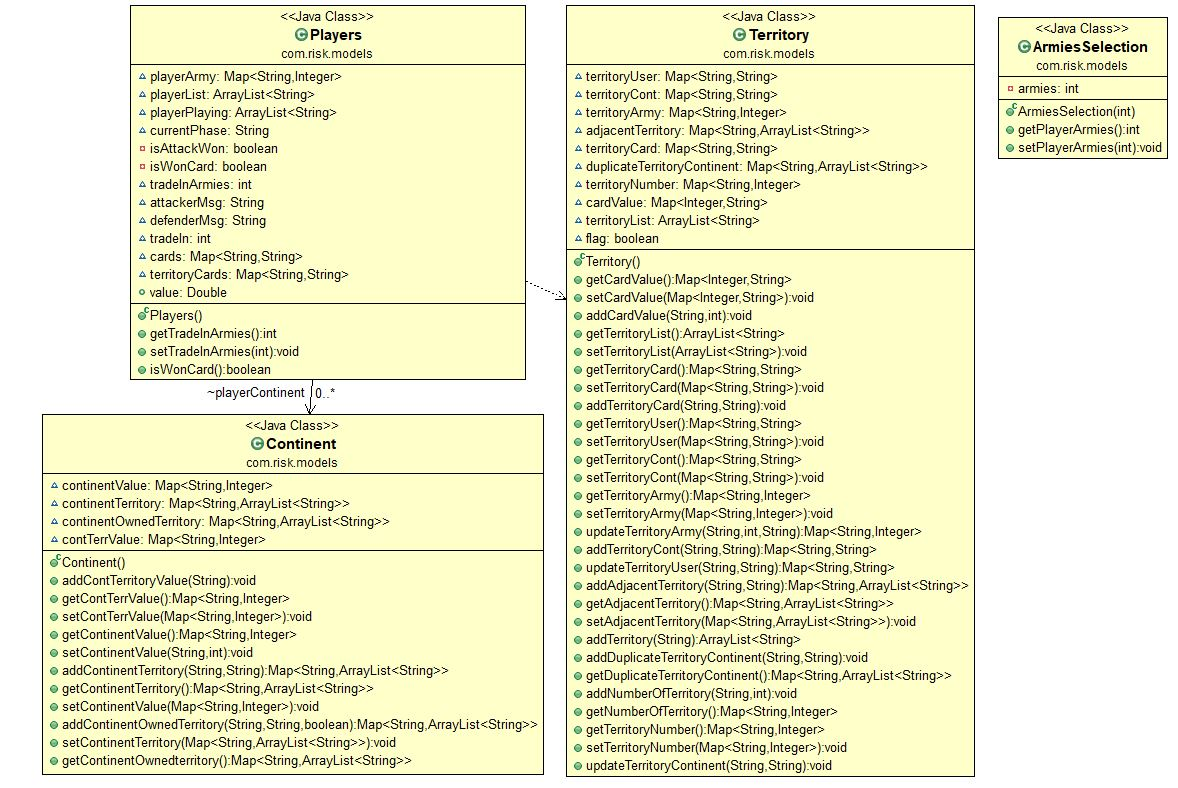 <<Java Class>>
Players
com.risk.models
playerArmy: Map<String,Integer>
playerList: ArrayList<String>
playerPlaying: ArrayList<String>
currentPhase: String
isAttackWon: boolean
isWonCard: boolean
tradeInArmies: int
attackerMsg: String
defenderMsg: String
tradeIn: int
cards: Map<String,String>
territoryCards: Map<String,String>
value: Double
Players()
getTradeInArmies():int
setTradeInArmies(int):void
isWonCard():boolean
~playerContinent 0..*
<<Java Class>>
Continent
com.risk.models
continentValue: Map<String,Integer>
continentTerritory: Map<String,ArrayList<String>>
continentOwnedTerritory: Map<String,ArrayList<String>>
contTerrValue: Map<String,Integer>
Continent()
addContTerritoryValue(String):void
getContTerrValue():Map<String,Integer>
setContTerrValue(Map<String,Integer>):void
getContinentValue():Map<String,Integer>
setContinentValue(String,int):void
addContinentTerritory(String,String):Map<String,ArrayList<String>>
getContinentTerritory():Map<String,ArrayList<String>>
setContinentValue(Map<String,Integer>):void
addContinentOwnedTerritory(String,String,boolean):Map<String,ArrayList<String>>
setContinentTerritory(Map<String,ArrayList<String>>):void
getContinentOwnedterritory():Map<String,ArrayList<String>>
<<Java Class>>
Territory
com.risk.models
territoryUser: Map<String,String>
territoryCont: Map<String,String>
territoryArmy: Map<String,Integer>
adjacentTerritory: Map<String,ArrayList<String>>
territoryCard: Map<String,String>
duplicateTerritoryContinent: Map<String,ArrayList<String>>
territoryNumber: Map<String,Integer>
cardValue: Map<Integer,String>
territoryList: ArrayList<String>
flag: boolean
Territory()
getCardValue():Map<Integer,String>
setCardValue(Map<Integer,String>):void
addCardValue(String,int):void
getTerritoryList():ArrayList<String>
setTerritoryList(ArrayList<String>):void
getTerritoryCard():Map<String,String>
setTerritoryCard(Map<String,String>):void
addTerritoryCard(String,String):void
getTerritoryUser():Map<String,String>
setTerritoryUser(Map<String,String>):void
getTerritoryCont():Map<String,String>
setTerritoryCont(Map<String,String>):void
getTerritoryArmy():Map<String,Integer>
setTerritoryArmy(Map<String,Integer>):void
updateTerritoryArmy(String,int,String):Map<String,Integer>
addTerritoryCont(String,String):Map<String,String>
updateTerritoryUser(String,String):Map<String,String>
addAdjacentTerritory(String,String):Map<String,ArrayList<String>>
getAdjacentTerritory():Map<String,ArrayList<String>>
setAdjacentTerritory(Map<String,ArrayList<String>>):void
addTerritory(String):ArrayList<String>
addDuplicateTerritoryContinent(String,String):void
getDuplicateTerritoryContinent():Map<String,ArrayList<String>>
addNumberOfTerritory(String,int):void
getNumberOfTerritory():Map<String,Integer>
getTerritoryNumber():Map<String,Integer>
setTerritoryNumber(Map<String,Integer>):void
updateTerritoryContinent(String,String):void
<<Java Class>>
ArmiesSelection
com.risk.models
armies: int
ArmiesSelection(int)
getPlayerArmies():int
setPlayerArmies(int):void